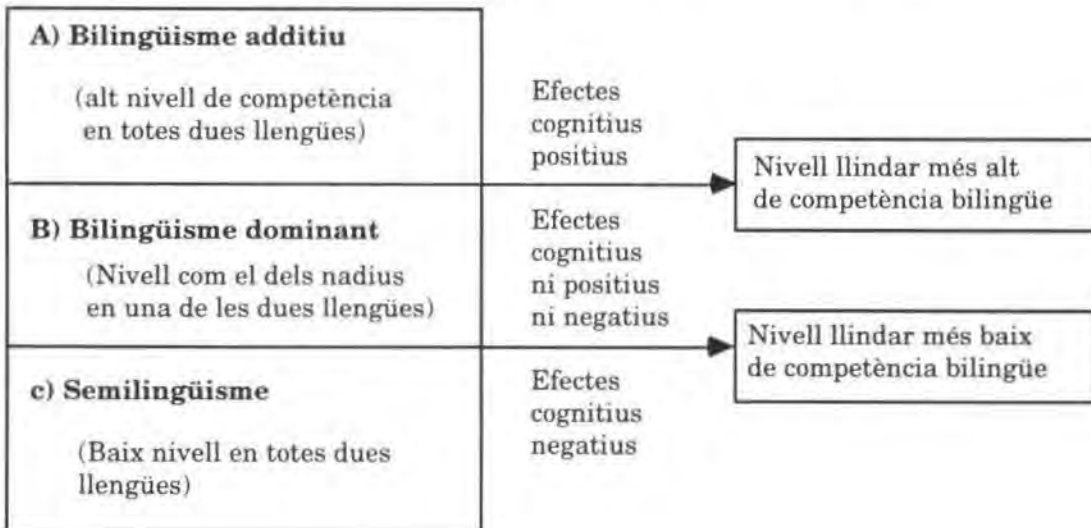 A) Bilingüisme additiu
(alt nivell de competència
en totes dues llengües)
Efectes
cognitius
positius
Nivell llindar més alt
de competència bilingüe
B) Bilingüisme dominant
(Nivell com el dels nadius
en una de les dues llengües)
Efectes
cognitius
ni positius
ni negatius
Nivell llindar més baix
de competència bilingüe
c) Semilingüisme
(Baix nivell en totes dues
llengües)
Efectes
cognitius
negatius